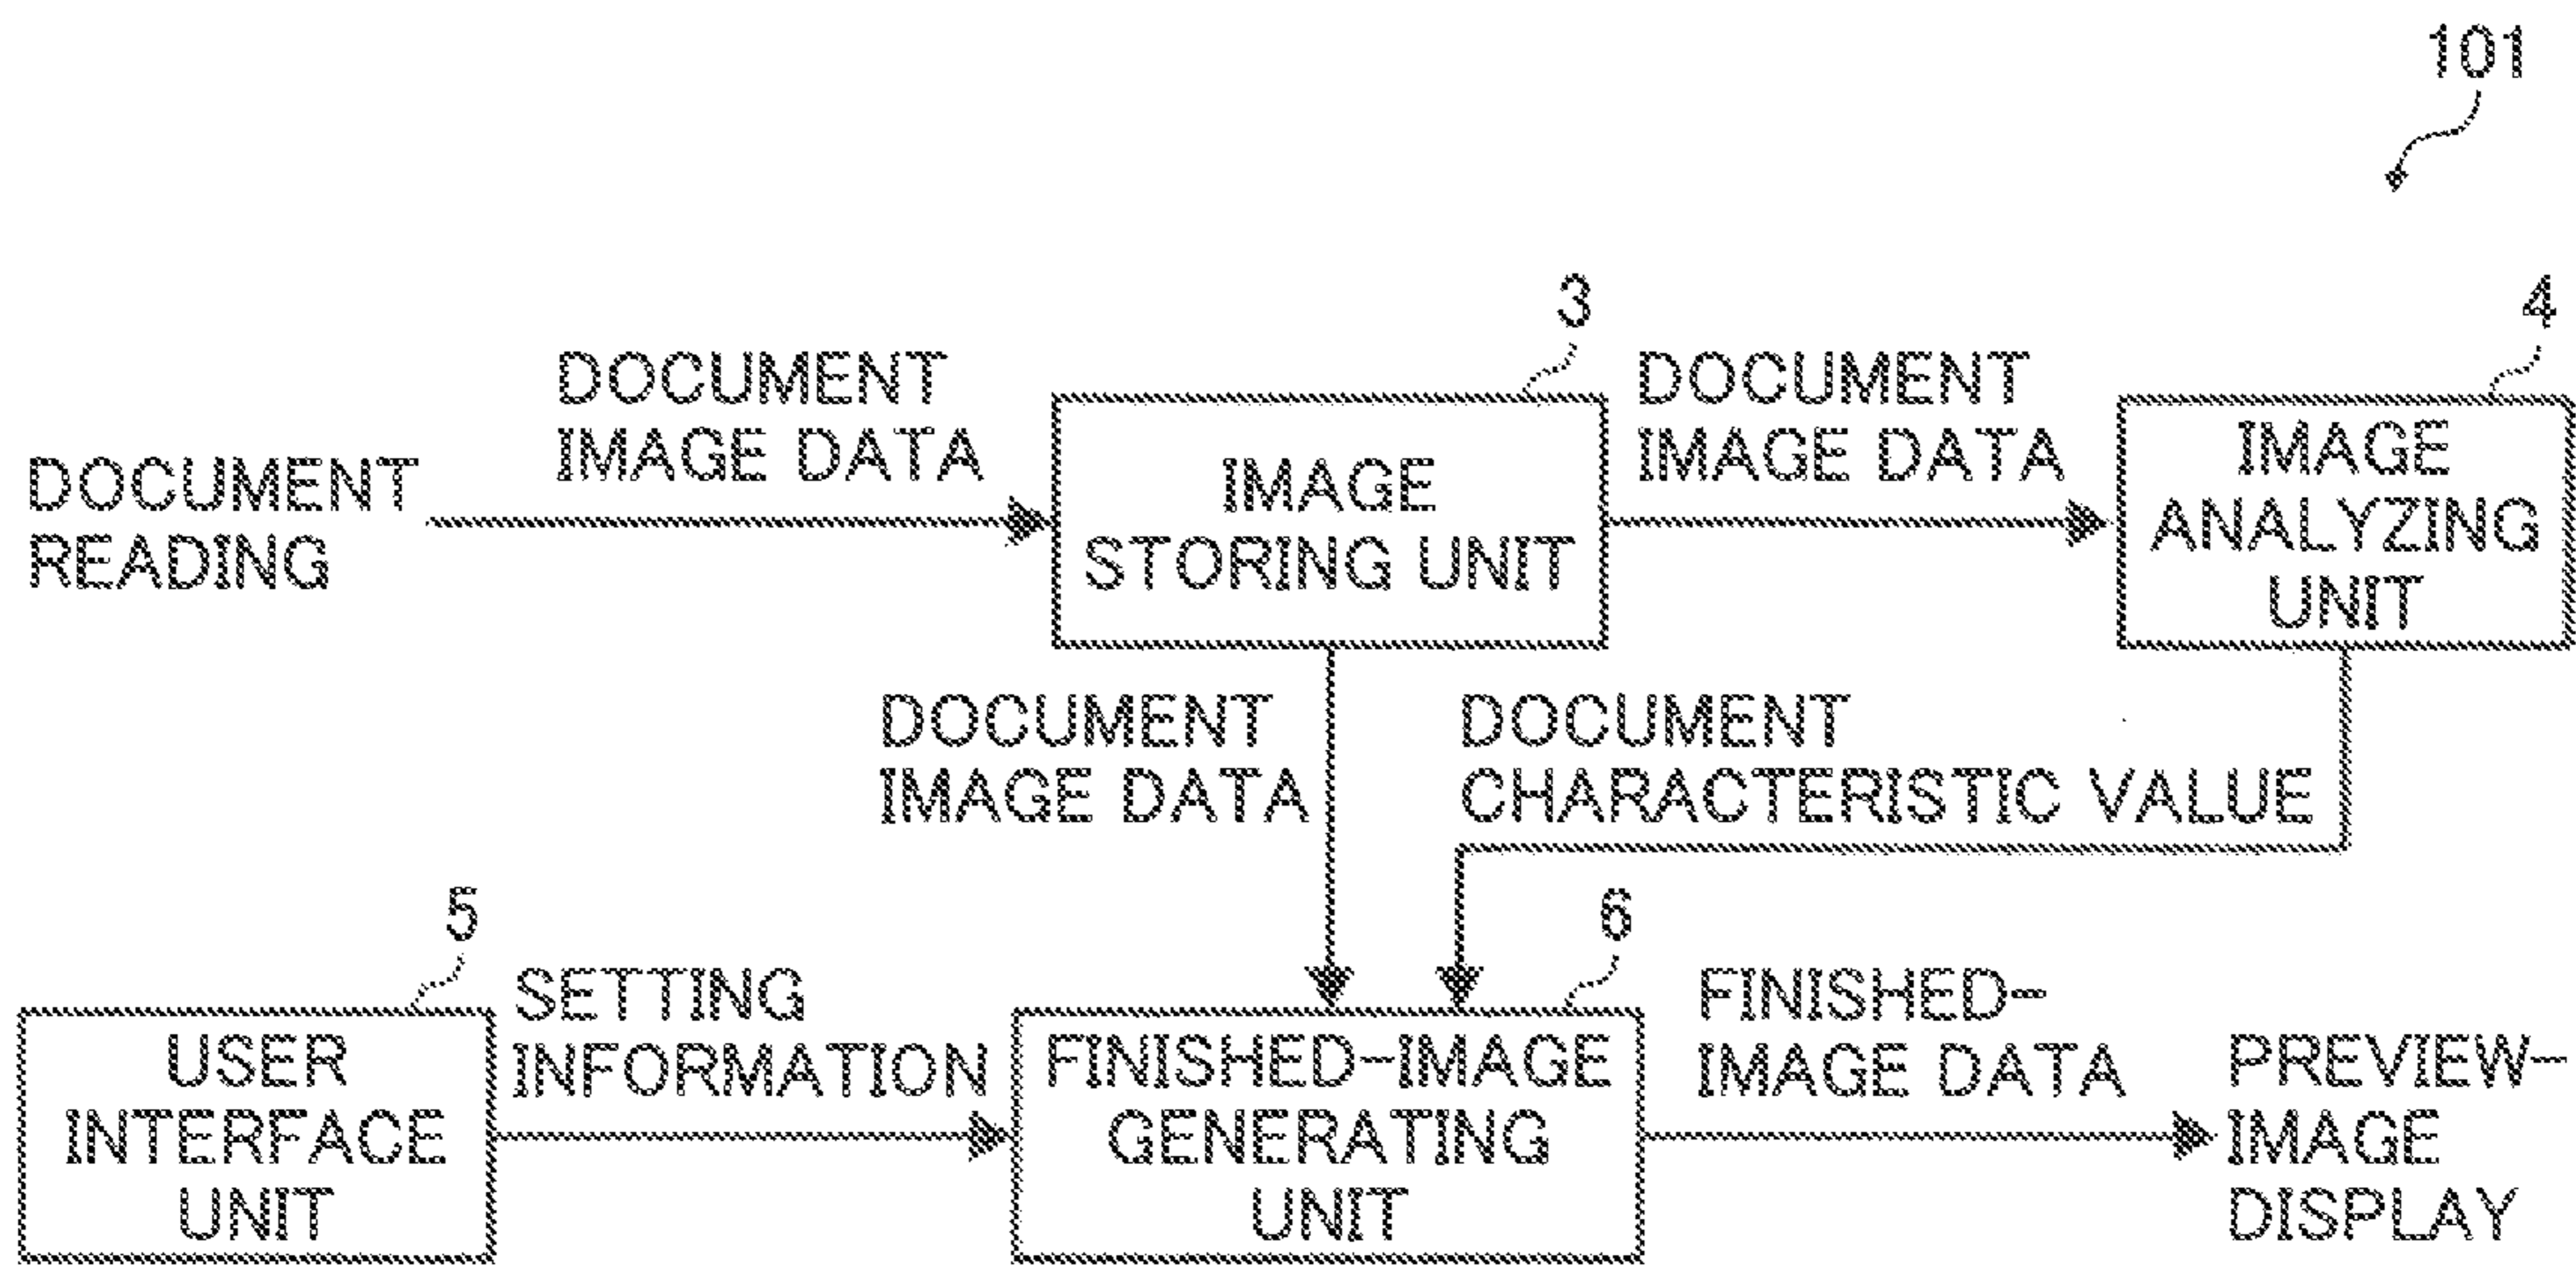 101
3
4
DOCUMENT
IMAGE DATA
DOCUMENT
IMAGE DATA
DOCUMENT
READING
IMAGE
STORING UNIT
IMAGE
ANALYZING
UNIT
DOCUMENT
IMAGE DATA
DOCUMENT
CHARACTERISTIC VALUE
5
6
SETTING
INFORMATION
FINISHED-
IMAGE DATA
USER
INTERFACE
UNIT
FINISHED-IMAGE
GENERATING
UNIT
PREVIEW-
IMAGE
DISPLAY